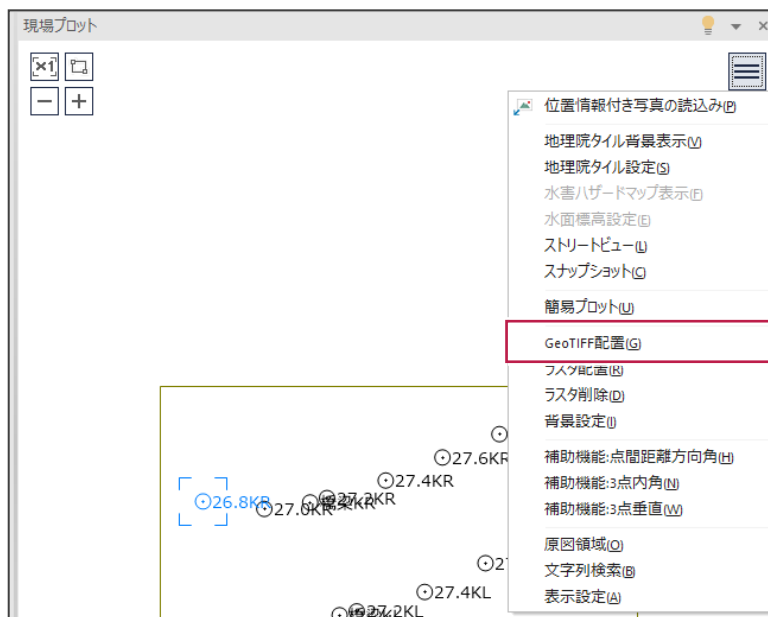 現場プロット
×1
位置情報付き写真の読込み(P)
地理院タイル背景表示(V)
地理院タイル設定(S)
水害ハザードマップ表示(F)
水面標高設定(E)
ストリートビュー(L)
スナップショット(C)
簡易プロット(U)
GeoTIFF配置(G)
ラスタ配置(R)
ラスタ削除(D)
背景設定(I)
補助機能:点間距離方向角(H)
補助機能:3点内角(N)
補助機能:3点垂直(W)
原図領域(O)
文字列検索(B)
表示設定(A)
27.6KR
27.4KR
26.8KR
27.0KR
27.2KR
27.4KL
27.2KL